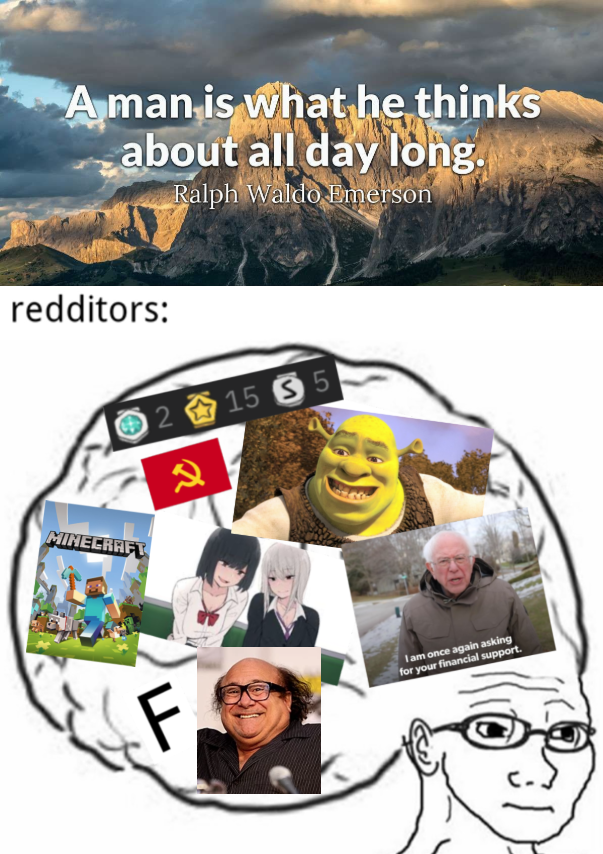 A man is what he thinks
about all day long.
Ralph Waldo Emerson
redditors:
2 15 S 5
MINECRAFT
I am once again asking
for your financial support.
F